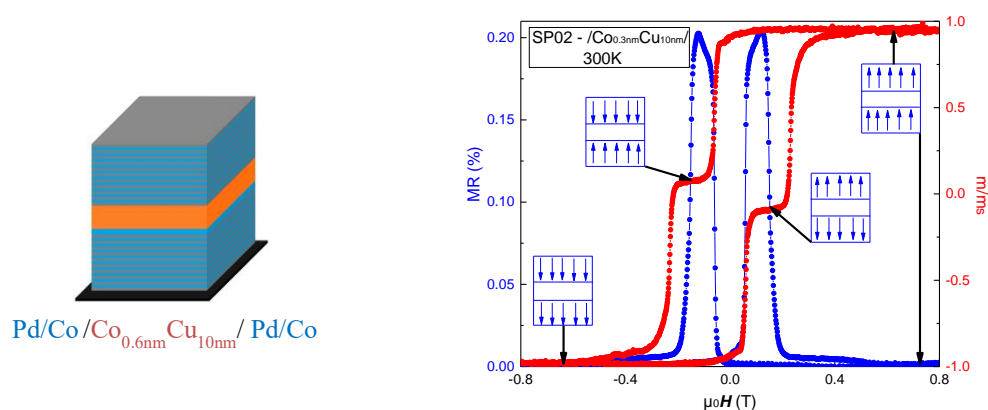 Pd/Co /Co0.6nmCu10nm/ Pd/Co
SP02 - /Co0.3nmCu10nm/
300K
MR (%)
0.20
0.15
0.10
0.05
0.00
1.0
0.5
0.0
-0.5
-1.0
m/ms
-0.8 -0.4 0.0 0.4 0.8
μ0H (T)